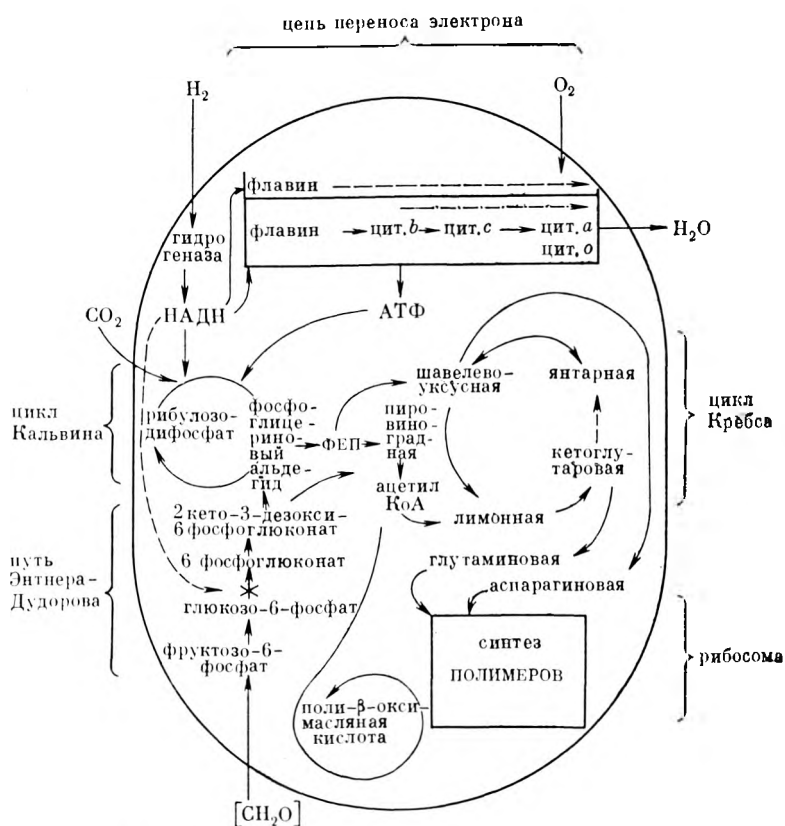 цепь переноса электрона
H₂
O₂
флавин
флавин
цит. b
цит. c
цит. a
цит. o
H₂O
гидро
геназа
CO₂
НАДН
АТФ
цикл
Кальвина
рибулозо-
дифосфат
фосфо-
глице-
рино-
вый
альде-
гид
ФЕП
пиро-
вино-
град-
ная
шавелево-
уксусная
янтарная
цикл
Кребса
кетоглу-
таровая
ацетил
КоА
лимонная
2 кето-3-дезокси-
6 фосфоглюконат
путь
Энтнера-
Дудорова
6 фосфоглюконат
глюкозо-6-фосфат
фруктозо-6-
фосфат
глутаминовая
аспарагиновая
синтез
ПОЛИМЕРОВ
рибосома
поли-β-окси-
масляная
кислота
[CH₂O]